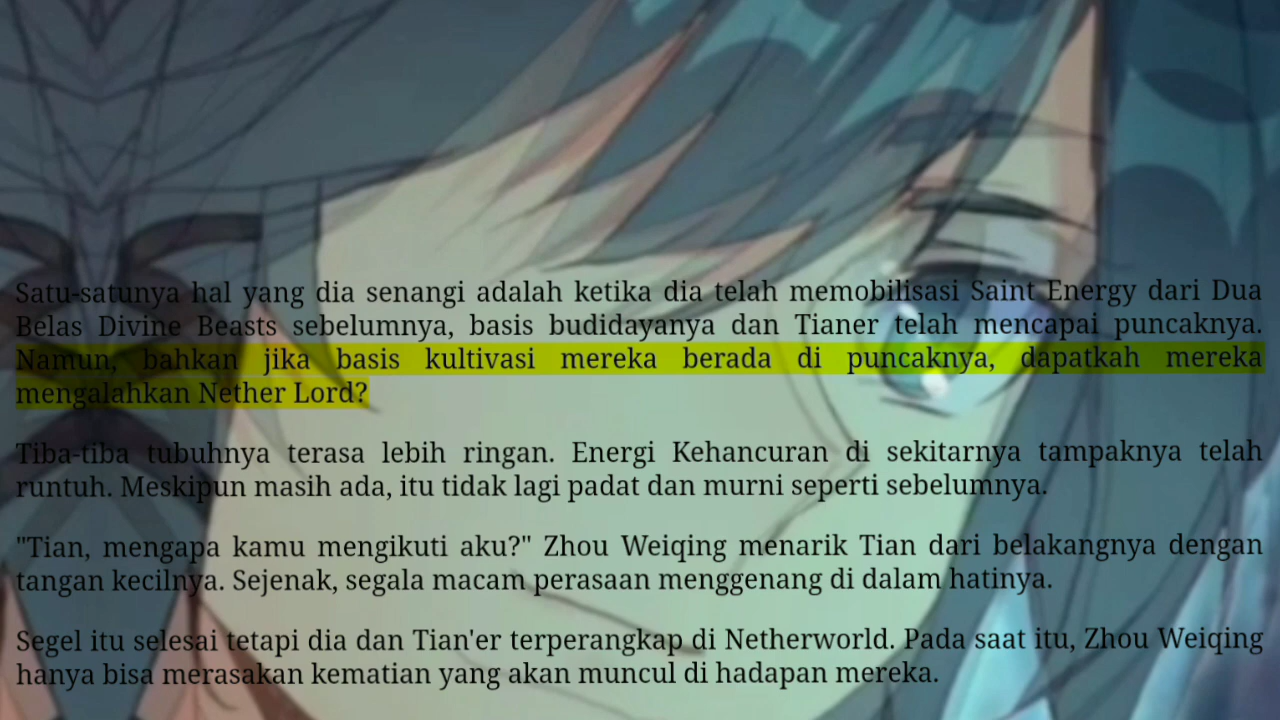 Satu-satunya hal yang dia senangi adalah ketika dia telah memobilisasi Saint Energy dari Dua
Belas Divine Beasts sebelumnya, basis budidayanya dan Tianer telah mencapai puncaknya.
Namun, bahkan jika basis kultivasi mereka berada di puncaknya, dapatkah mereka
mengalahkan Nether Lord?
Tiba-tiba tubuhnya terasa lebih ringan. Energi Kehancuran di sekitarnya tampaknya telah
runtuh. Meskipun masih ada, itu tidak lagi padat dan murni seperti sebelumnya.
"Tian, mengapa kamu mengikuti aku?" Zhou Weiqing menarik Tian dari belakangnya dengan
tangan kecilnya. Sejenak, segala macam perasaan menggenang di dalam hatinya.
Segel itu selesai tetapi dia dan Tian'er terperangkap di Netherworld. Pada saat itu, Zhou Weiqing
hanya bisa merasakan kematian yang akan muncul di hadapan mereka.